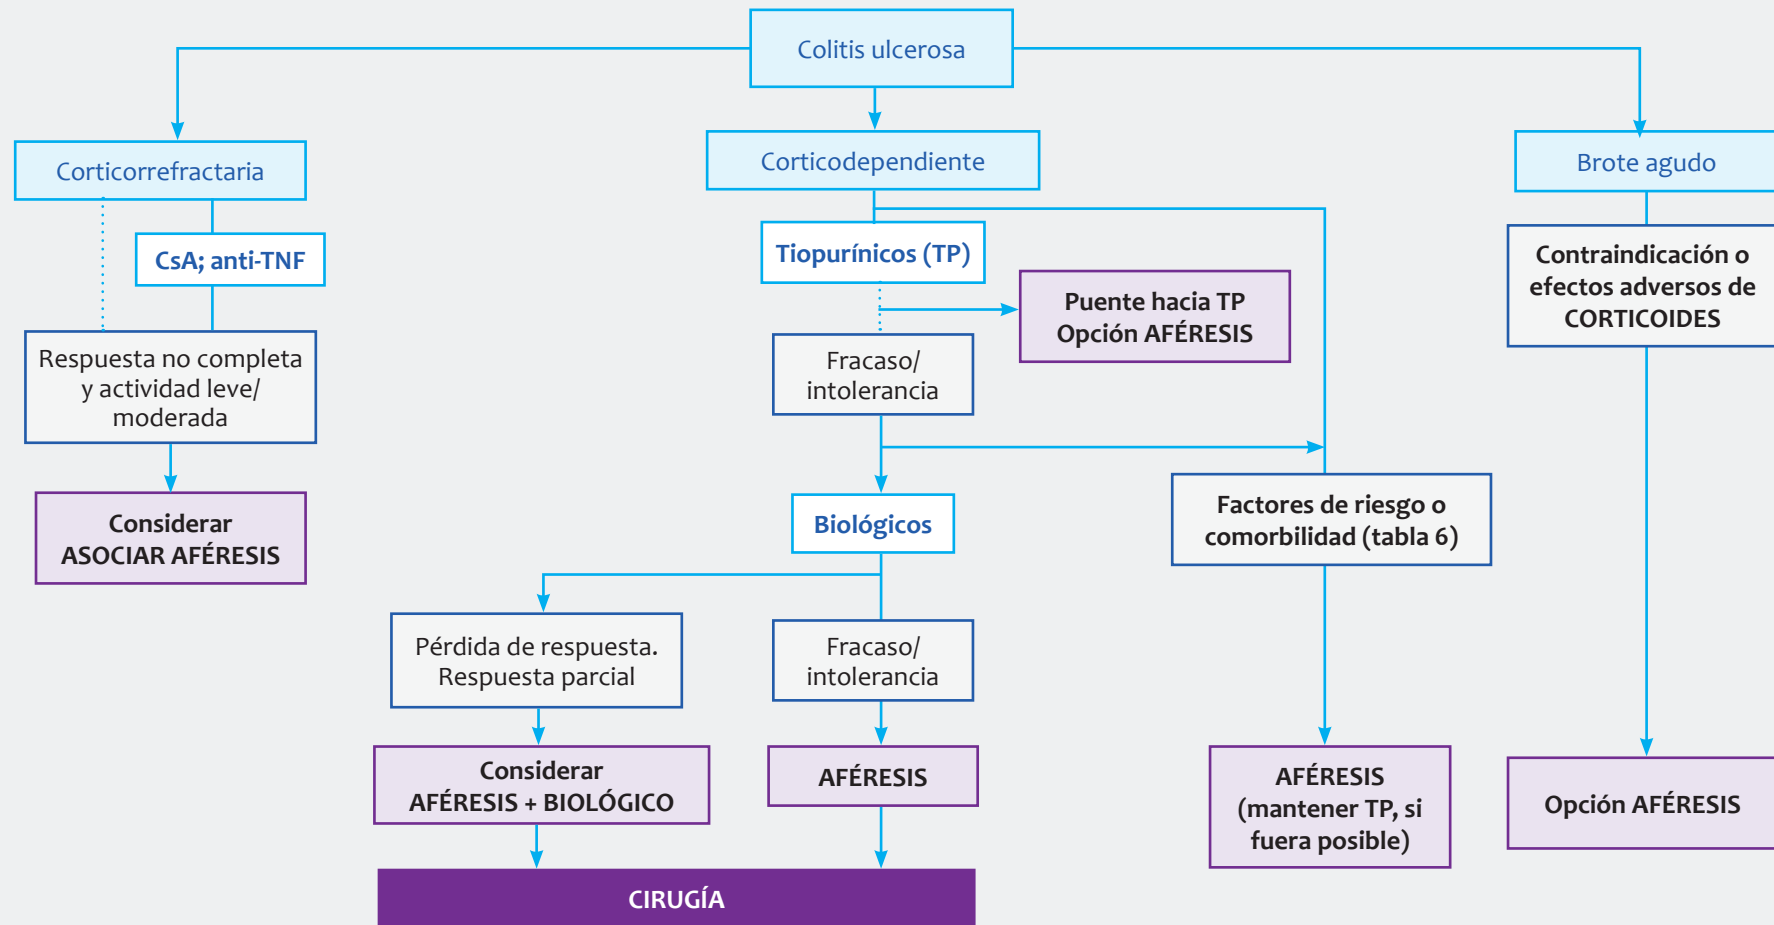 Colitis ulcerosa
Corticorrefractaria
CsA; anti-TNF
Respuesta no completa
y actividad leve/
moderada
Considerar
ASOCIAR AFÉRESIS
Corticodependiente
Tiopurínicos (TP)
Puente hacia TP
Opción AFÉRESIS
Fracaso/
intolerancia
Biológicos
Pérdida de respuesta.
Respuesta parcial
Considerar
AFÉRESIS + BIOLÓGICO
Fracaso/
intolerancia
AFÉRESIS
CIRUGÍA
Factores de riesgo o
comorbilidad (tabla 6)
AFÉRESIS
(mantener TP, si
fuera posible)
Brote agudo
Contraindicación o
efectos adversos de
CORTICOIDES
Opción AFÉRESIS